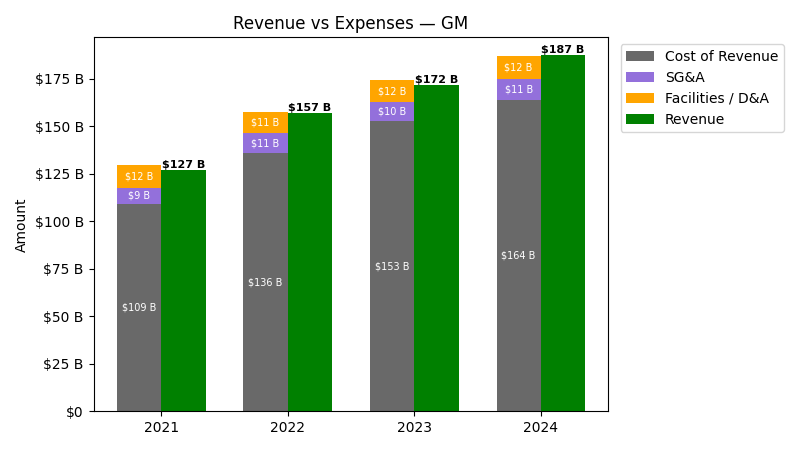 Revenue vs Expenses — GM
Cost of Revenue
SG&A
Facilities / D&A
Revenue
Amount
$175 B
$150 B
$125 B
$100 B
$75 B
$50 B
$25 B
$0
$12 B
$9 B
$109 B
$127 B
$11 B
$11 B
$136 B
$157 B
$12 B
$10 B
$153 B
$172 B
$12 B
$11 B
$164 B
$187 B
2021
2022
2023
2024